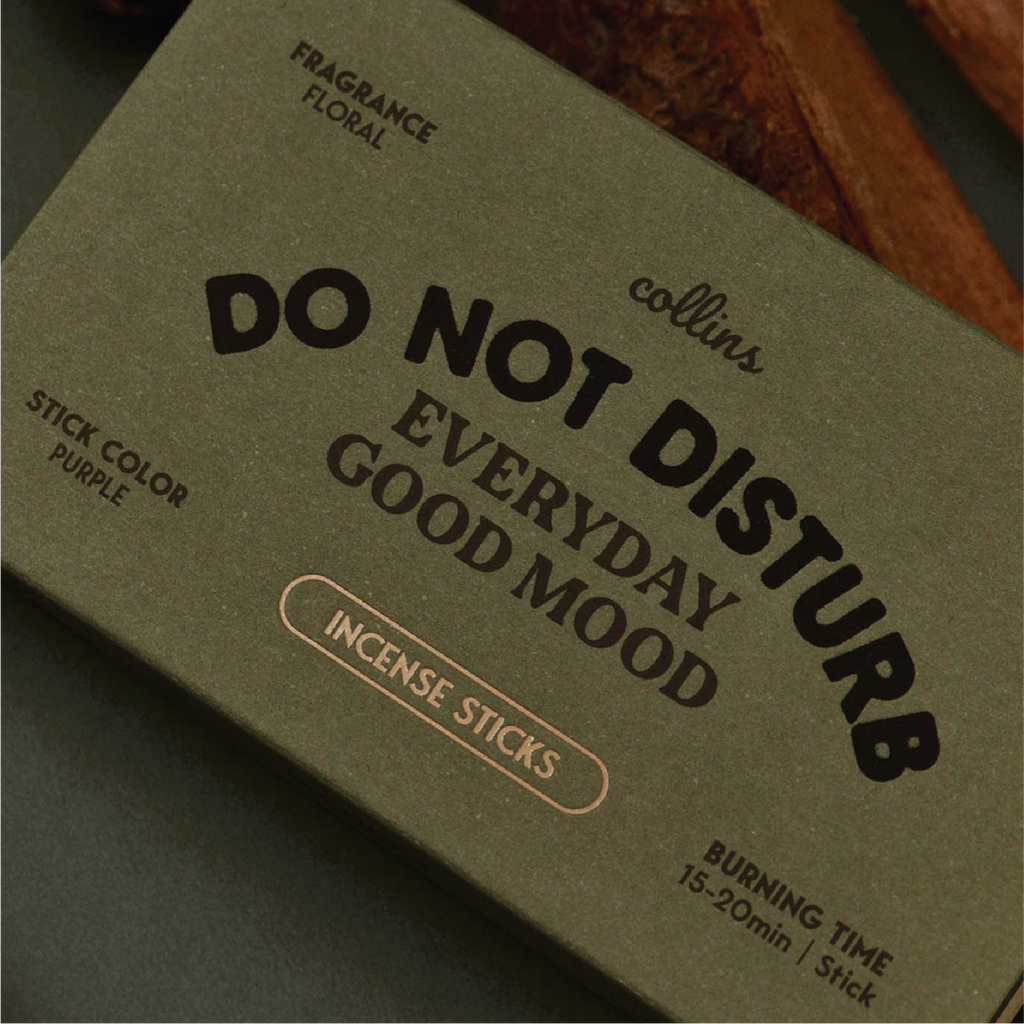 FRAGRANCE
FLORAL
collins
DO NOT DISTURB
EVERYDAY
GOOD MOOD
STICK COLOR
PURPLE
INCENSE STICKS
BURNING TIME
15-20min | Stick